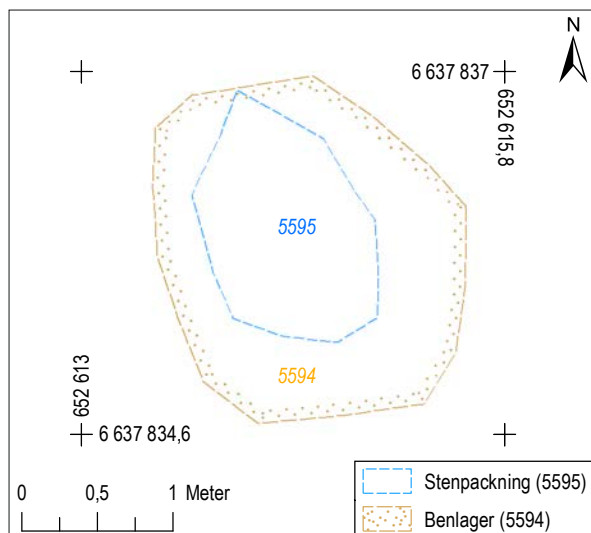 N
6 637 837
652 615,8
5595
5594
652 613
6 637 834,6
0 0,5 1 Meter
Stenpackning (5595)
Benlager (5594)